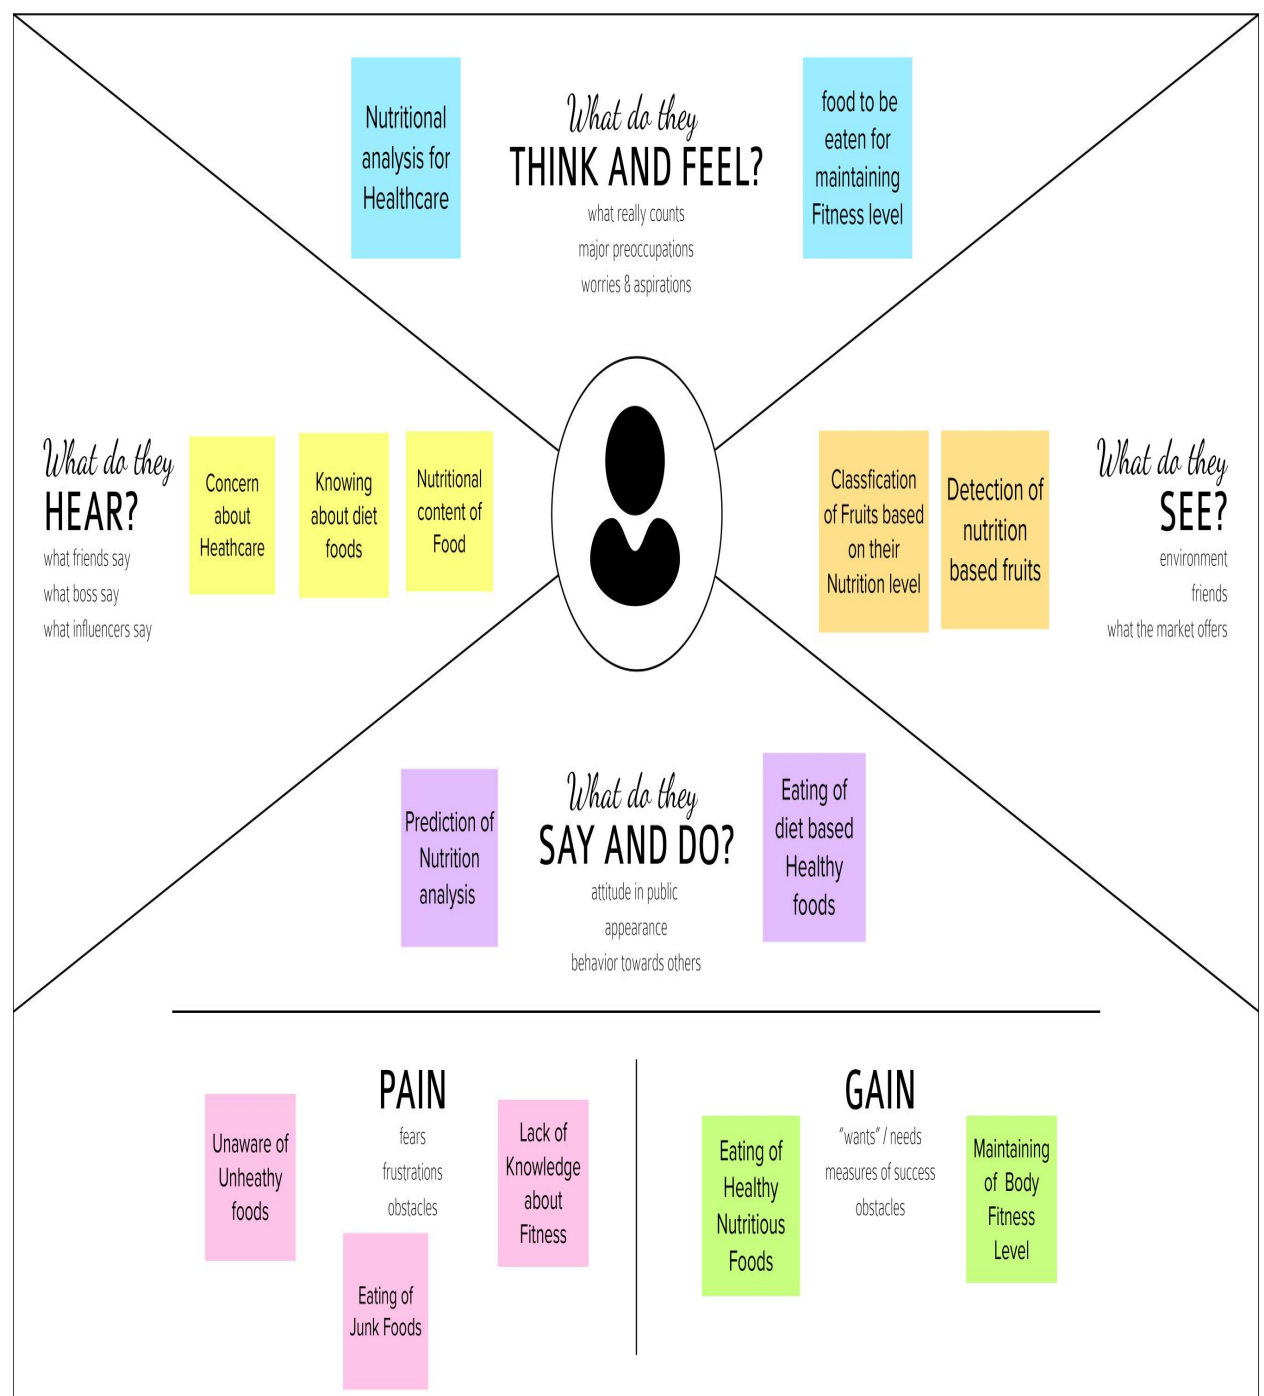 Nutritional
analysis for
Healthcare
What do they
THINK AND FEEL?
what really counts
major preoccupations
worries & aspirations
food to be
eaten for
maintaining
Fitness level
What do they
HEAR?
what friends say
what boss say
what influencers say
Concern
about
Heathcare
Knowing
about diet
foods
Nutritional
content of
Food
Classfication
of Fruits based
on their
Nutrition level
Detection of
nutrition
based fruits
What do they
SEE?
environment
friends
what the market offers
Prediction of
Nutrition
analysis
What do they
SAY AND DO?
attitude in public
appearance
behavior towards others
Eating of
diet based
Healthy
foods
PAIN
fears
frustrations
obstacles
Unaware of
Unheathy
foods
Eating of
Junk Foods
Lack of
Knowledge
about
Fitness
GAIN
"wants" / needs
measures of success
obstacles
Eating of
Healthy
Nutritious
Foods
Maintaining
of Body
Fitness
Level